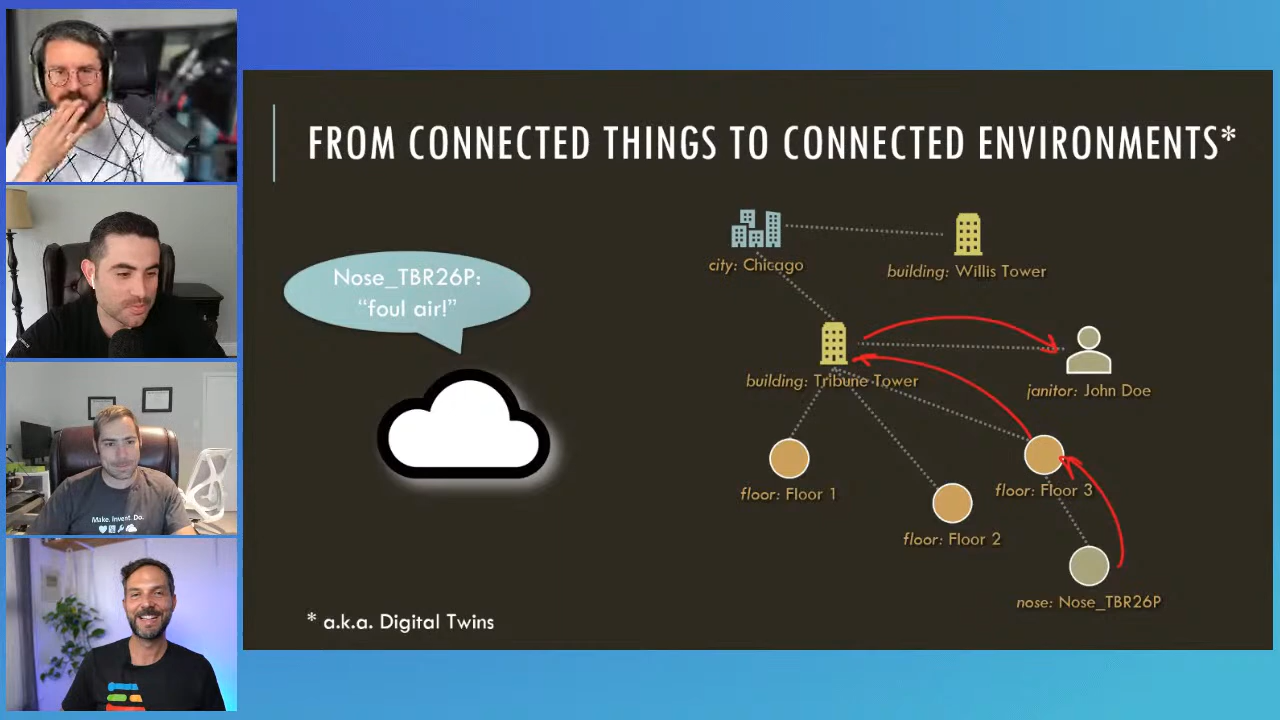 FROM CONNECTED THINGS TO CONNECTED ENVIRONMENTS*
Nose_TBR26P:
“foul air!”
city: Chicago
building: Willis Tower
building: Tribune Tower
janitor: John Doe
floor: Floor 1
floor: Floor 2
floor: Floor 3
nose: Nose_TBR26P
* a.k.a. Digital Twins
Make. Invent. Do.